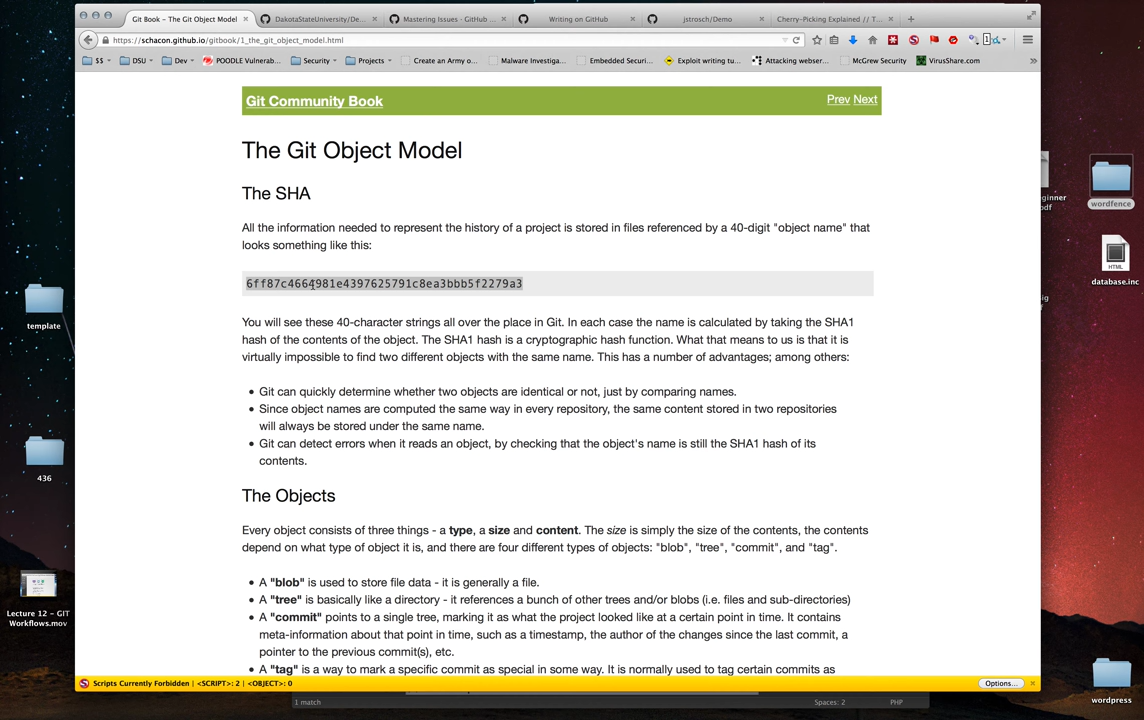 Git Book - The Git Object Model
DakotaStateUniversity/De...
Mastering Issues - GitHub ...
Writing on GitHub
jstrosch/Demo
Cherry-Picking Explained // T...
https://schacon.github.io/gitbook/1_the_git_object_model.html
$$
DSU
Dev
POODLE Vulnerab...
Security
Projects
Create an Army o...
Malware Investiga...
Embedded Securi...
Exploit writing tu...
Attacking webser...
McGrew Security
VirusShare.com
Git Community Book
Prev Next
The Git Object Model
The SHA
All the information needed to represent the history of a project is stored in files referenced by a 40-digit "object name" that
looks something like this:
6ff87c4664981e4397625791c8ea3bbb5f2279a3
You will see these 40-character strings all over the place in Git. In each case the name is calculated by taking the SHA1
hash of the contents of the object. The SHA1 hash is a cryptographic hash function. What that means to us is that it is
virtually impossible to find two different objects with the same name. This has a number of advantages; among others:
• Git can quickly determine whether two objects are identical or not, just by comparing names.
• Since object names are computed the same way in every repository, the same content stored in two repositories
will always be stored under the same name.
• Git can detect errors when it reads an object, by checking that the object's name is still the SHA1 hash of its
contents.
The Objects
Every object consists of three things - a type, a size and content. The size is simply the size of the contents, the contents
depend on what type of object it is, and there are four different types of objects: "blob", "tree", "commit", and "tag".
• A "blob" is used to store file data - it is generally a file.
• A "tree" is basically like a directory - it references a bunch of other trees and/or blobs (i.e. files and sub-directories)
• A "commit" points to a single tree, marking it as what the project looked like at a certain point in time. It contains
meta-information about that point in time, such as a timestamp, the author of the changes since the last commit, a
pointer to the previous commit(s), etc.
• A "tag" is a way to mark a specific commit as special in some way. It is normally used to tag certain commits as
Scripts Currently Forbidden | <SCRIPT>: 2 | <OBJECT>: 0
Options...
1 match
Spaces: 2
PHP
template
436
Lecture 12 - GIT
Workflows.mov
wordfence
HTML
database.inc
wordpress